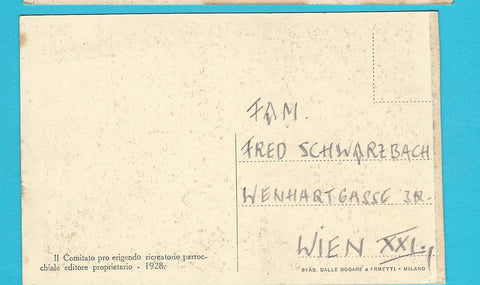 FAM.
FRED SCHWARZBACH
WENHARTGASSE 32.
WIEN XXI.,
Il Comitato pro erigendo ricreatorio parroc-
chiale editore proprietario - 1928.
STAB. DALLE NOGARE & ARMETTI - MILANO